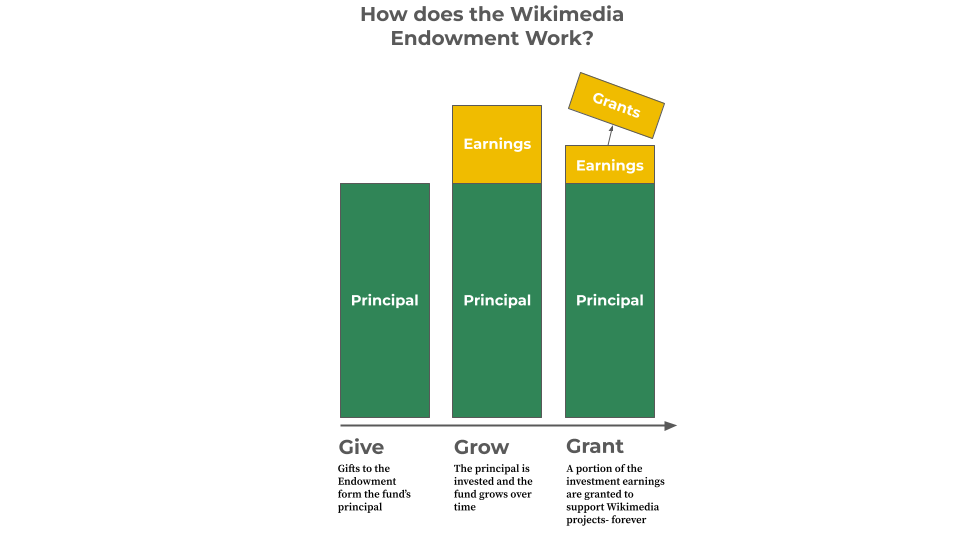 How does the Wikimedia
Endowment Work?
Grants
Earnings
Earnings
Principal
Principal
Principal
Give
Gifts to the
Endowment
form the fund's
principal
Grow
The principal is
invested and the
fund grows over
time
Grant
A portion of the
investment earnings
are granted to
support Wikimedia
projects- forever